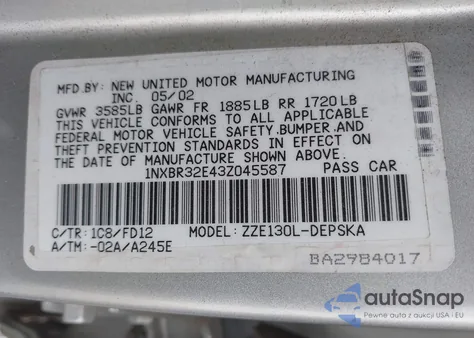 MFD.BY: NEW UNITED MOTOR MANUFACTURING
INC. 05/02
GVWR 3585LB GAWR FR 1885LB RR 1720LB
THIS VEHICLE CONFORMS TO ALL APPLICABLE
FEDERAL MOTOR VEHICLE SAFETY,BUMPER,AND
THEFT PREVENTION STANDARDS IN EFFECT ON
THE DATE OF MANUFACTURE SHOWN ABOVE.
1NXBR32E43Z045587 PASS CAR
C/TR: 1C8/FD12 MODEL: ZZE130L-DEPSKA
A/TM: -02A/A245E
BA2984017
autoSnap
Pewne auta z aukcji USA i EU